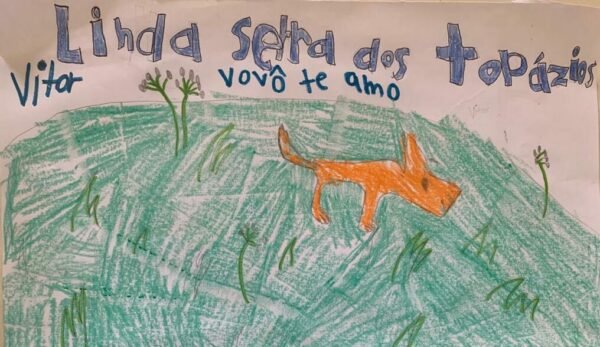 Linda serra dos topázios
Vitor
vovô te amo